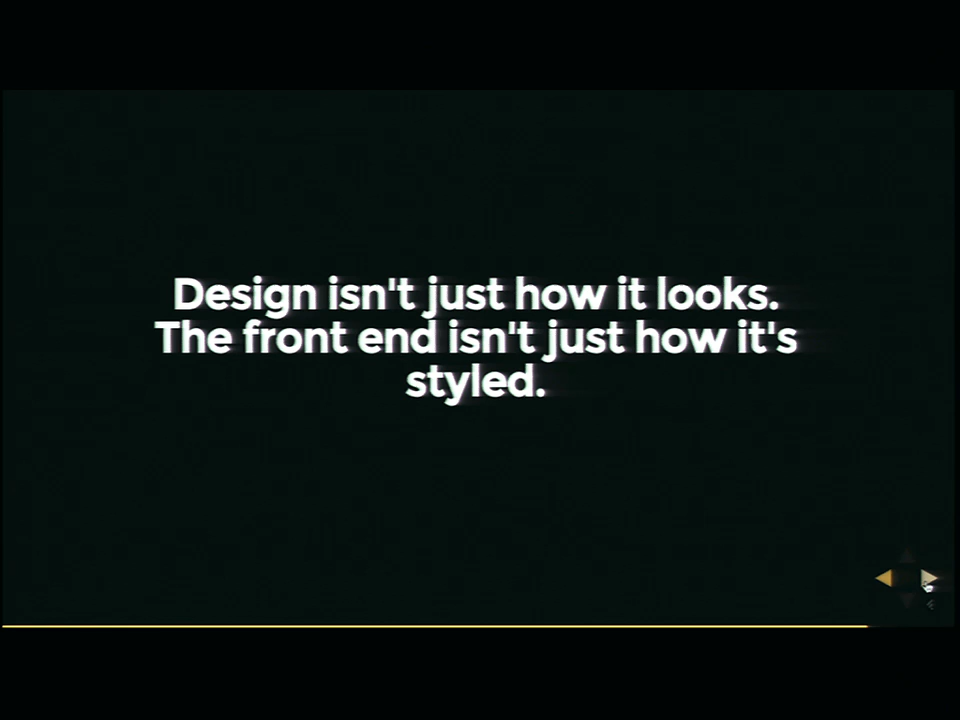 Design isn't just how it looks.
The front end isn't just how it's
styled.